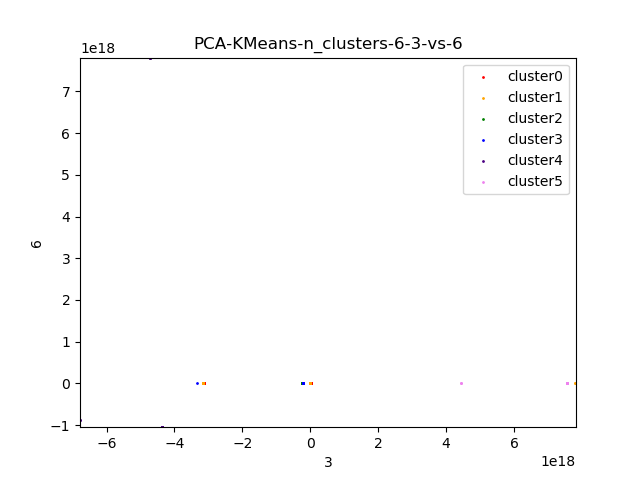 PCA-KMeans-n_clusters-6-3-vs-6
1e18
cluster0
cluster1
cluster2
cluster3
cluster4
cluster5
7
6
5
4
3
2
1
0
−1
6
−6 −4 −2 0 2 4 6
3
1e18